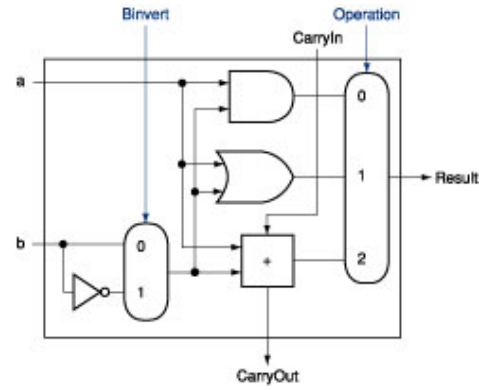 Binvert
Operation
CarryIn
a
0
1
Result
b
0
1
+
2
CarryOut